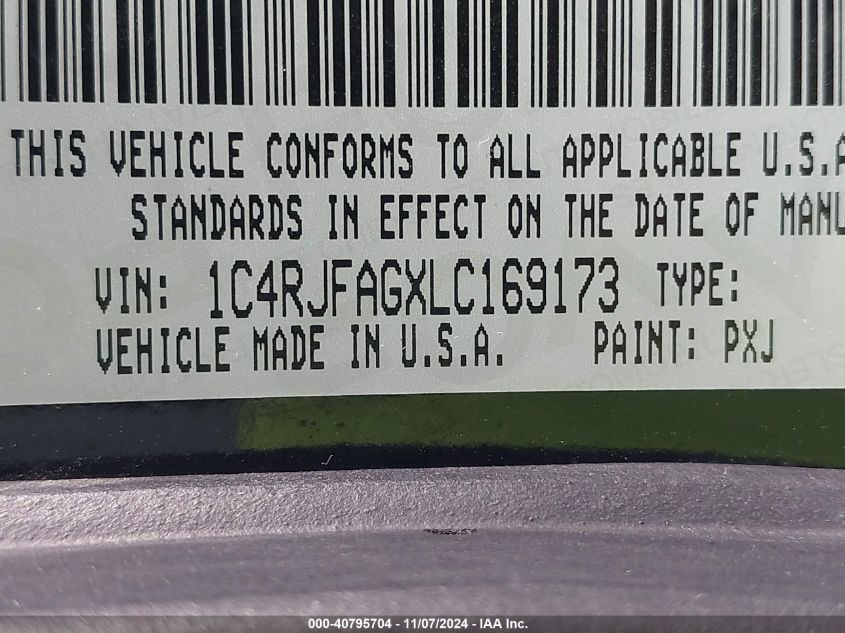 THIS VEHICLE CONFORMS TO ALL APPLICABLE U.S.A
STANDARDS IN EFFECT ON THE DATE OF
VIN: 1C4RJFAGXLC169173 TYPE:
VEHICLE MADE IN U.S.A. PAINT: PXJ
000-40795704 - 11/07/2024 - IAA Inc.